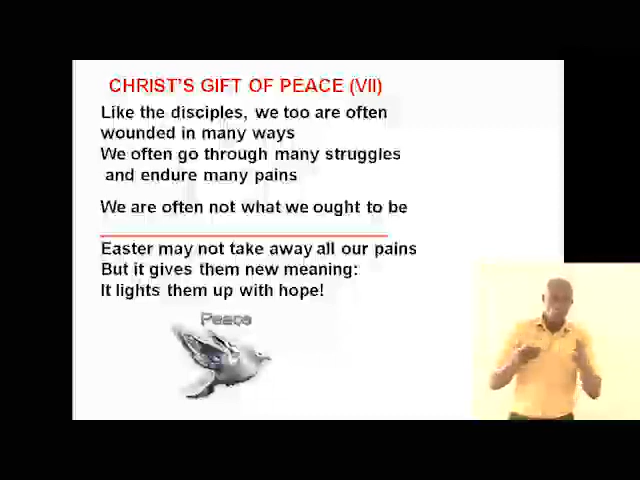 CHRIST'S GIFT OF PEACE (VII)
Like the disciples, we too are often
wounded in many ways
We often go through many struggles
and endure many pains
We are often not what we ought to be
Easter may not take away all our pains
But it gives them new meaning:
It lights them up with hope!
Peace